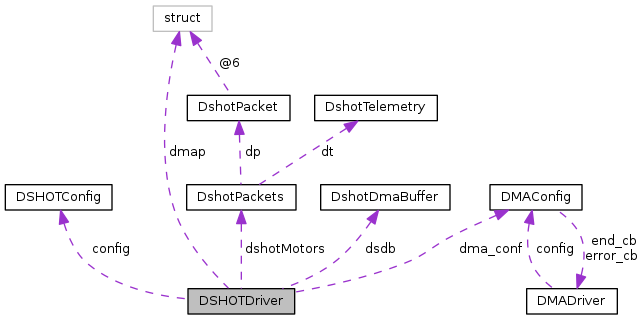 struct
@6
DshotPacket
DshotTelemetry
dmap
dp
dt
DSHOTConfig
DshotPackets
DshotDmaBuffer
DMAConfig
config
dshotMotors
dsdb
dma_conf
config
end_cb
error_cb
DSHOTDriver
DMADriver